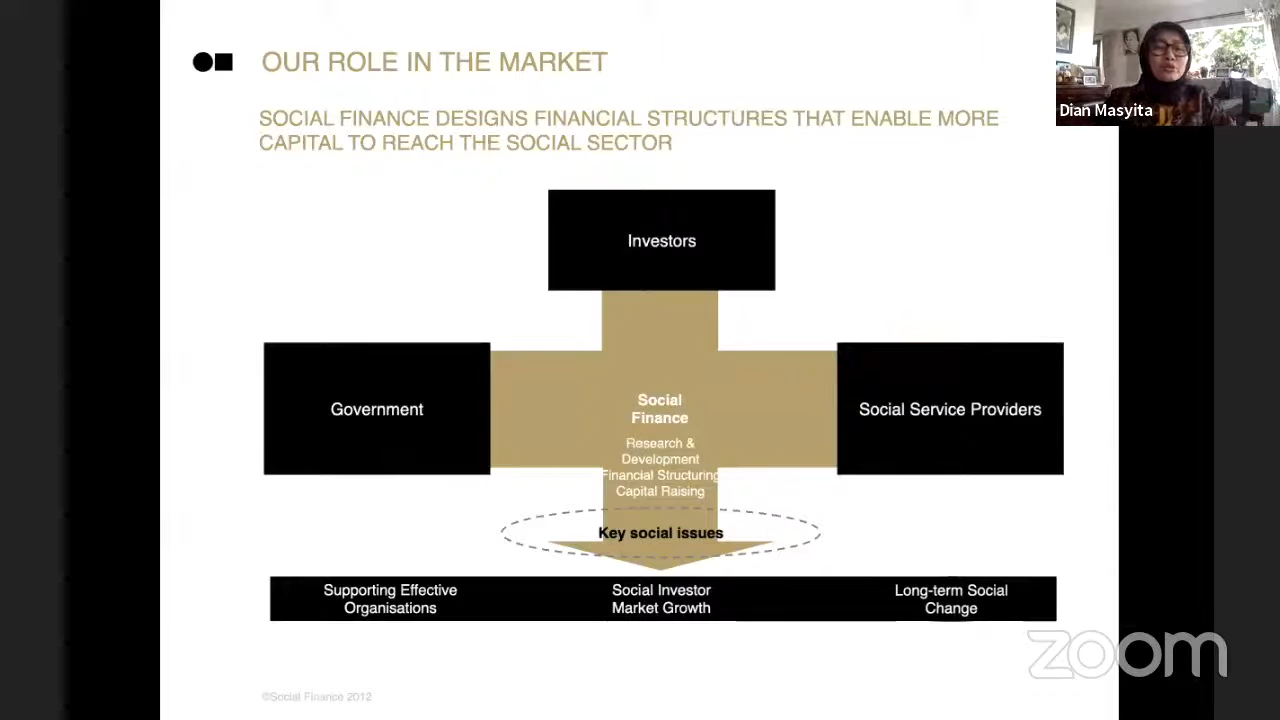 OUR ROLE IN THE MARKET
Dian Masyita
SOCIAL FINANCE DESIGNS FINANCIAL STRUCTURES THAT ENABLE MORE
CAPITAL TO REACH THE SOCIAL SECTOR
Investors
Government
Social
Finance
Research &
Development
Financial Structuring
Capital Raising
Social Service Providers
Key social issues
Supporting Effective
Organisations
Social Investor
Market Growth
Long-term Social
Change
zoom
©Social Finance 2012